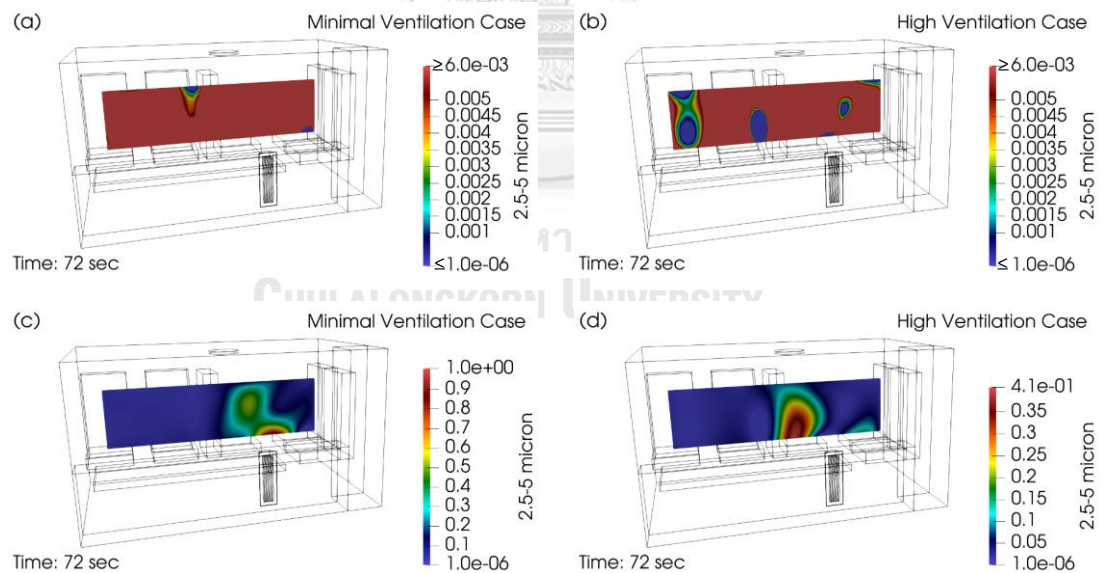 (a) Minimal Ventilation Case
≥6.0e-03
0.005
0.0045
0.004
0.0035
0.003
0.0025
0.002
0.0015
0.001
≤1.0e-06
2.5-5 micron
Time: 72 sec
(b) High Ventilation Case
≥6.0e-03
0.005
0.0045
0.004
0.0035
0.003
0.0025
0.002
0.0015
0.001
≤1.0e-06
2.5-5 micron
Time: 72 sec
CHULALONGKORN UNIVERSITY
(c) Minimal Ventilation Case
1.0e+00
0.9
0.8
0.7
0.6
0.5
0.4
0.3
0.2
0.1
1.0e-06
2.5-5 micron
Time: 72 sec
(d) High Ventilation Case
4.1e-01
0.35
0.3
0.25
0.2
0.15
0.1
0.05
1.0e-06
2.5-5 micron
Time: 72 sec